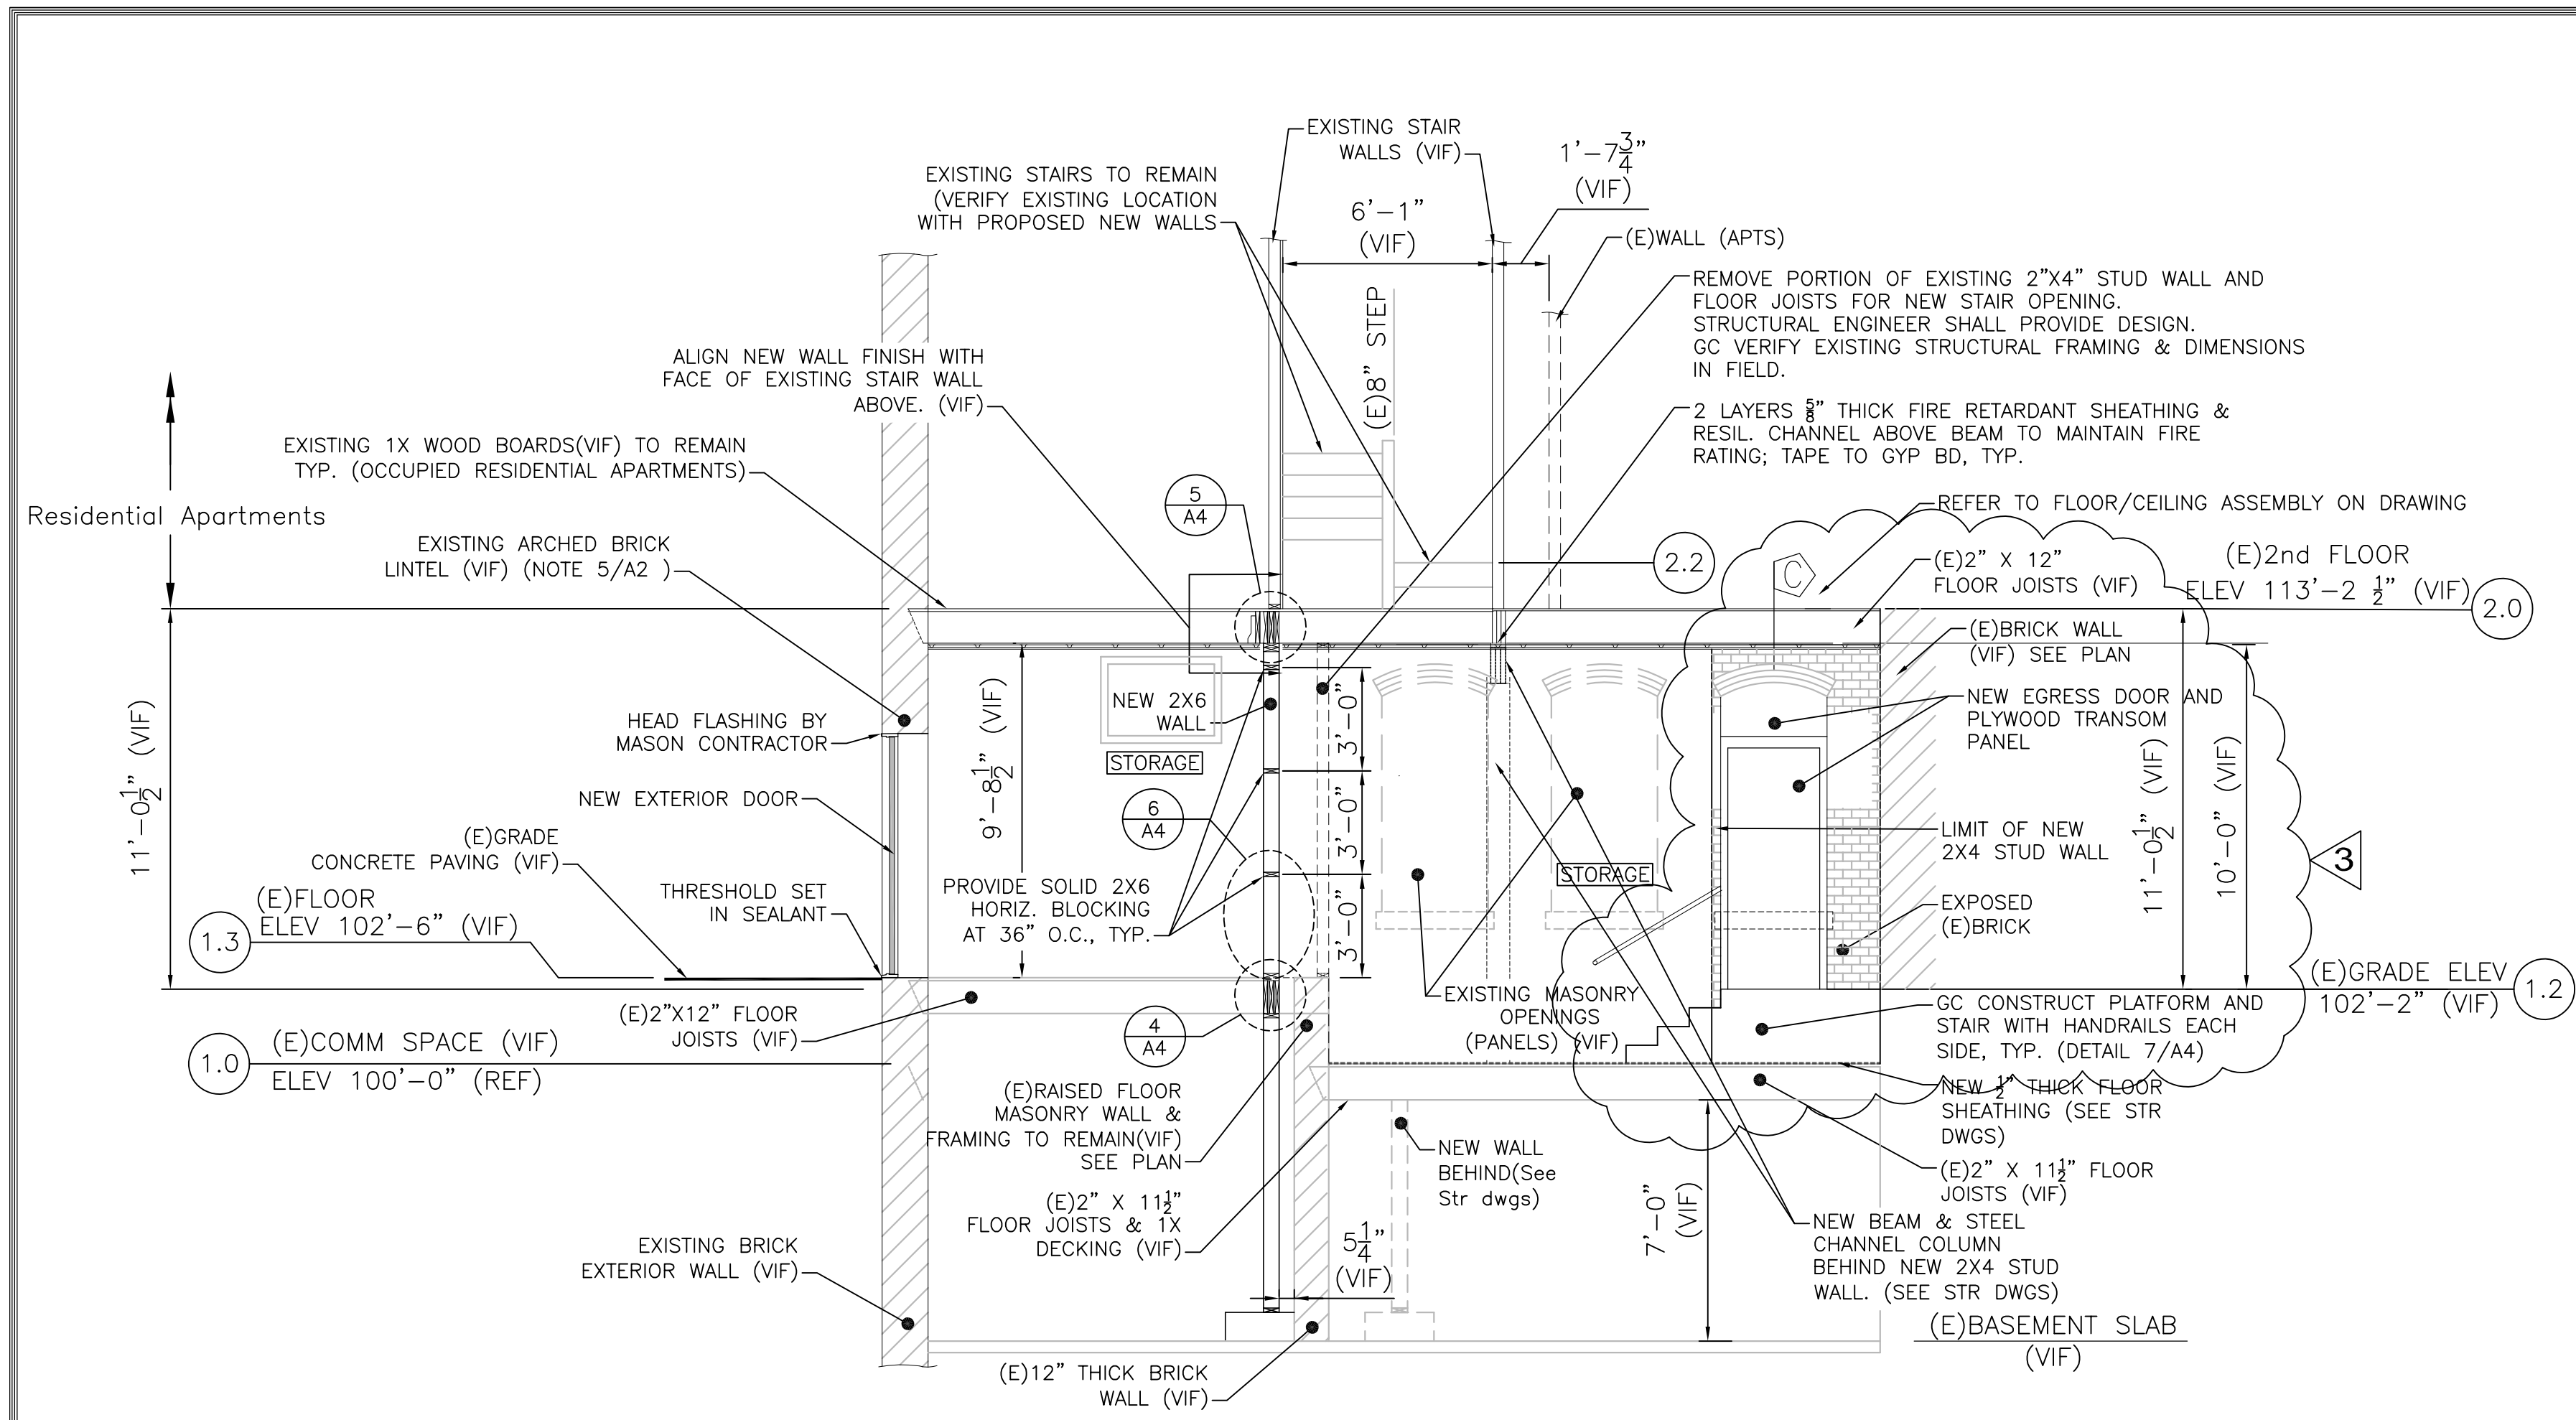 EXISTING STAIR
WALLS (VIF)
1'-7 3/4"
(VIF)
EXISTING STAIRS TO REMAIN
(VERIFY EXISTING LOCATION
WITH PROPOSED NEW WALLS
6'-1"
(VIF)
(E)WALL (APTS)
(E)8" STEP
REMOVE PORTION OF EXISTING 2"X4" STUD WALL AND
FLOOR JOISTS FOR NEW STAIR OPENING.
STRUCTURAL ENGINEER SHALL PROVIDE DESIGN.
GC VERIFY EXISTING STRUCTURAL FRAMING & DIMENSIONS
IN FIELD.
ALIGN NEW WALL FINISH WITH
FACE OF EXISTING STAIR WALL
ABOVE. (VIF)
2 LAYERS 5/8" THICK FIRE RETARDANT SHEATHING &
RESIL. CHANNEL ABOVE BEAM TO MAINTAIN FIRE
RATING; TAPE TO GYP BD, TYP.
EXISTING 1X WOOD BOARDS(VIF) TO REMAIN
TYP. (OCCUPIED RESIDENTIAL APARTMENTS)
5
A4
REFER TO FLOOR/CEILING ASSEMBLY ON DRAWING
Residential Apartments
EXISTING ARCHED BRICK
LINTEL (VIF) (NOTE 5/A2 )
2.2
C
(E)2" X 12"
FLOOR JOISTS (VIF)
(E)2nd FLOOR
ELEV 113'-2 1/2" (VIF)
2.0
(E)BRICK WALL
(VIF) SEE PLAN
NEW EGRESS DOOR AND
PLYWOOD TRANSOM
PANEL
HEAD FLASHING BY
MASON CONTRACTOR
NEW 2X6
WALL
STORAGE
11'-0 1/2" (VIF)
9'-8 1/2" (VIF)
3'-0"
3'-0"
3'-0"
11'-0 1/2" (VIF)
10'-0" (VIF)
NEW EXTERIOR DOOR
6
A4
(E)GRADE
CONCRETE PAVING (VIF)
LIMIT OF NEW
2X4 STUD WALL
3
STORAGE
(E)FLOOR
ELEV 102'-6" (VIF)
1.3
THRESHOLD SET
IN SEALANT
PROVIDE SOLID 2X6
HORIZ. BLOCKING
AT 36" O.C., TYP.
EXPOSED
(E)BRICK
(E)GRADE ELEV
102'-2" (VIF)
1.2
EXISTING MASONRY
OPENINGS
(PANELS) (VIF)
GC CONSTRUCT PLATFORM AND
STAIR WITH HANDRAILS EACH
SIDE, TYP. (DETAIL 7/A4)
(E)2"X12" FLOOR
JOISTS (VIF)
4
A4
1.0
(E)COMM SPACE (VIF)
ELEV 100'-0" (REF)
(E)RAISED FLOOR
MASONRY WALL &
FRAMING TO REMAIN(VIF)
SEE PLAN
NEW 1/2" THICK FLOOR
SHEATHING (SEE STR
DWGS)
NEW WALL
BEHIND(See
Str dwgs)
(E)2" X 11 1/2" FLOOR
JOISTS (VIF)
(E)2" X 11 1/2"
FLOOR JOISTS & 1X
DECKING (VIF)
7'-0"
(VIF)
NEW BEAM & STEEL
CHANNEL COLUMN
BEHIND NEW 2X4 STUD
WALL. (SEE STR DWGS)
5 1/4"
(VIF)
EXISTING BRICK
EXTERIOR WALL (VIF)
(E)BASEMENT SLAB
(VIF)
(E)12" THICK BRICK
WALL (VIF)